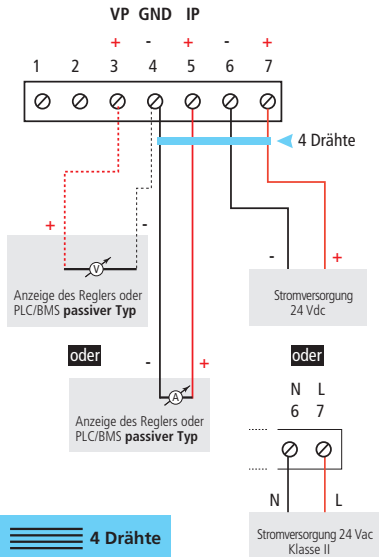 VP GND IP
+ - + - +
1 2 3 4 5 6 7
4 Drähte
+ -
V
Anzeige des Reglers oder
PLC/BMS passiver Typ
- +
Stromversorgung
24 Vdc
oder
- +
A
Anzeige des Reglers oder
PLC/BMS passiver Typ
oder
N L
6 7
N L
Stromversorgung 24 Vac
Klasse II
4 Drähte